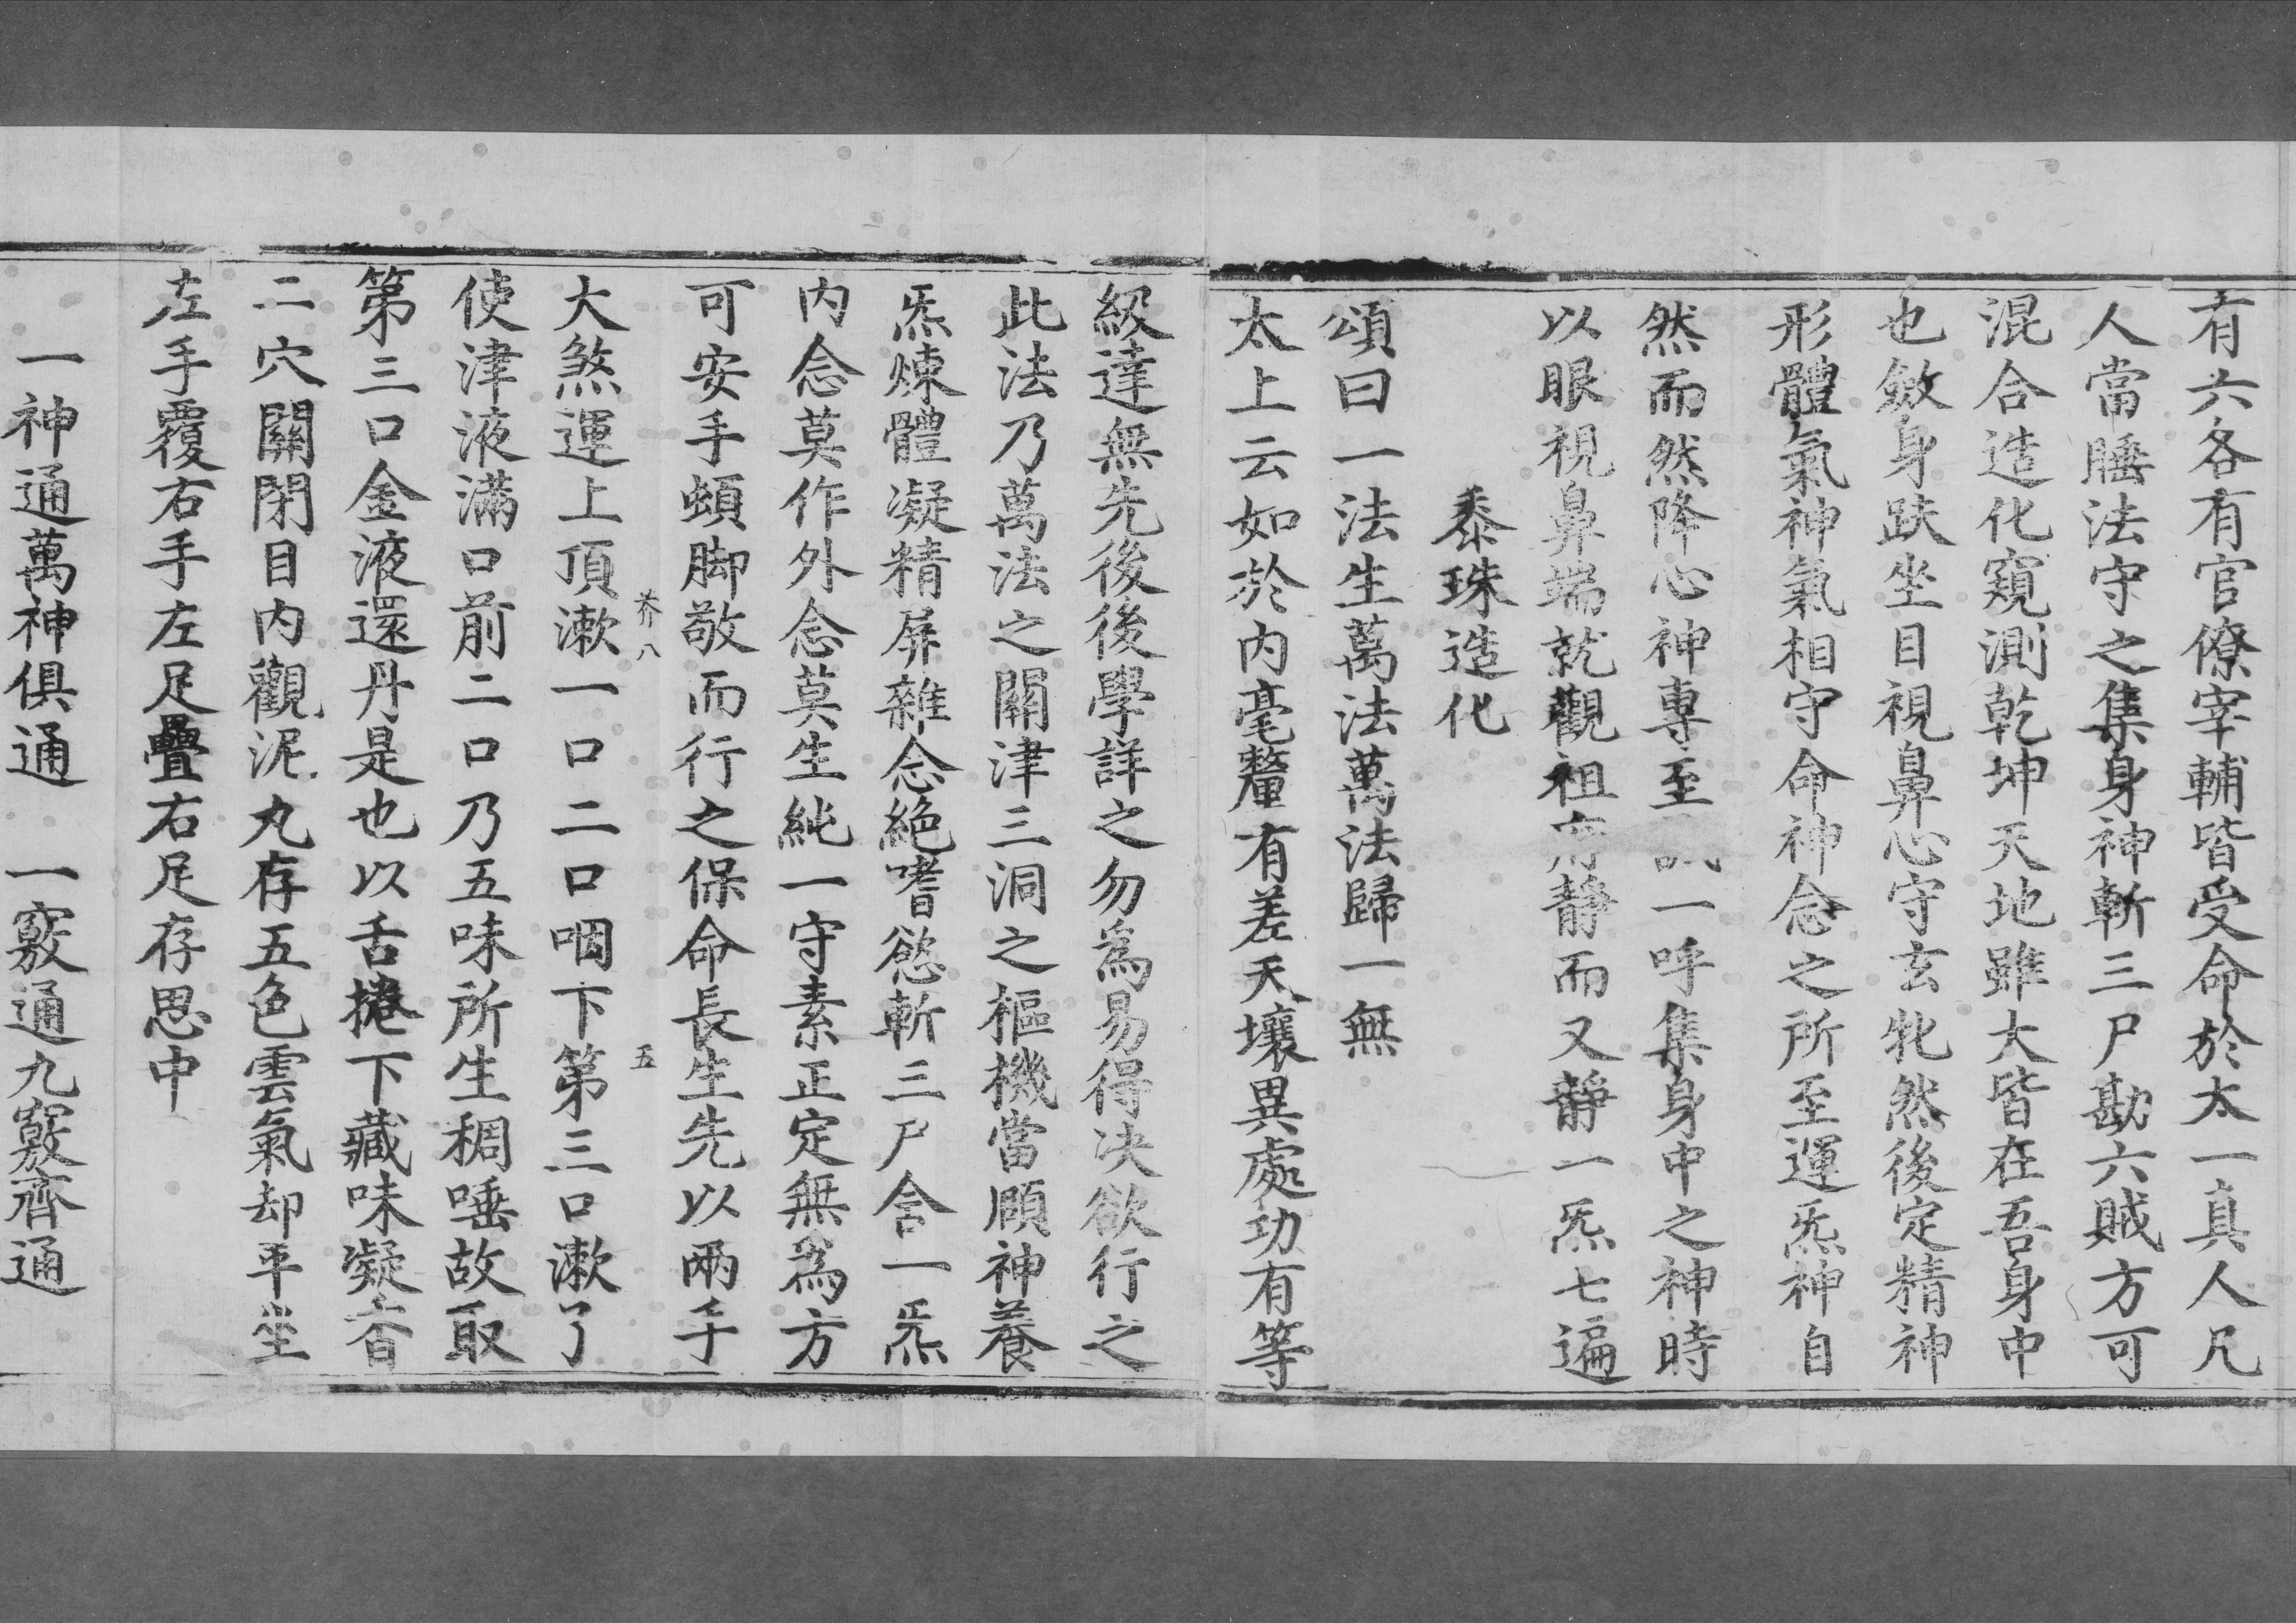 有六各有官僚宰輔皆受命於太一真人凡
人當睡法守之集身神斬三尸勘六賊方可
混合造化窺測乾坤天地雖大皆在吾身中
也斂身趺坐目視鼻心守玄牝然後定精神
形體氣神氣相守命神念之所至運炁神自
然而然降心神專至一呼集身中之神時
以眼視鼻端就觀祖静而又靜一炁七遍
黍珠造化
頌曰一法生萬法萬法歸一無
太上云如於内毫釐有差天壤異處功有等
級達無先後後學詳之勿為易得决欲行之
此法乃萬法之關津三洞之樞機當頤神養
炁煉體凝精屏雜念絶嗜慾斬三尸含一炁
内念莫作外念莫生純一守素正定無為方
可安手蝢脚敬而行之保命長生先以兩手
芥八 五
大煞運上頂漱一口二口咽下第三口漱了
使津液滿口前二口乃五味所生稠唾故取
第三口金液還丹是也以舌捲下藏味凝香
二穴關閉目内觀泥丸存五色雲氣却平坐
左手覆右手左足疊右足存思中
一神通萬神俱通 一竅通九竅齊通